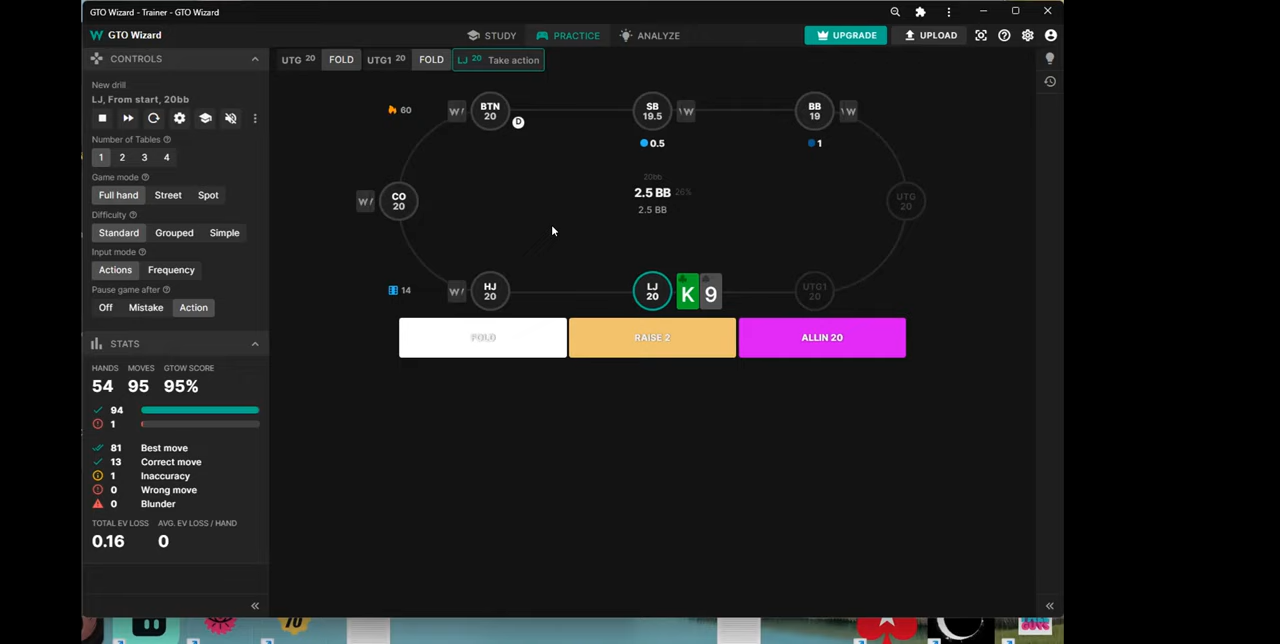 GTO Wizard - Trainer - GTO Wizard
GTO Wizard
STUDY PRACTICE ANALYZE UPGRADE UPLOAD
CONTROLS
UTG 20 FOLD UTG1 20 FOLD LJ 20 Take action
New drill
LJ, From start, 20bb
Number of Tables
1 2 3 4
Game mode
Full hand Street Spot
Difficulty
Standard Grouped Simple
Input mode
Actions Frequency
Pause game after
Off Mistake Action
STATS
HANDS MOVES GTOW SCORE
54 95 95%
94
1
81 Best move
13 Correct move
1 Inaccuracy
0 Wrong move
0 Blunder
TOTAL EV LOSS AVG. EV LOSS / HAND
0.16 0
60
BTN
20
D
SB
19.5
0.5
BB
19
1
20bb
2.5 BB 26%
2.5 BB
CO
20
UTG
20
14
HJ
20
LJ
20
K 9
UTG1
20
FOLD RAISE 2 ALLIN 20